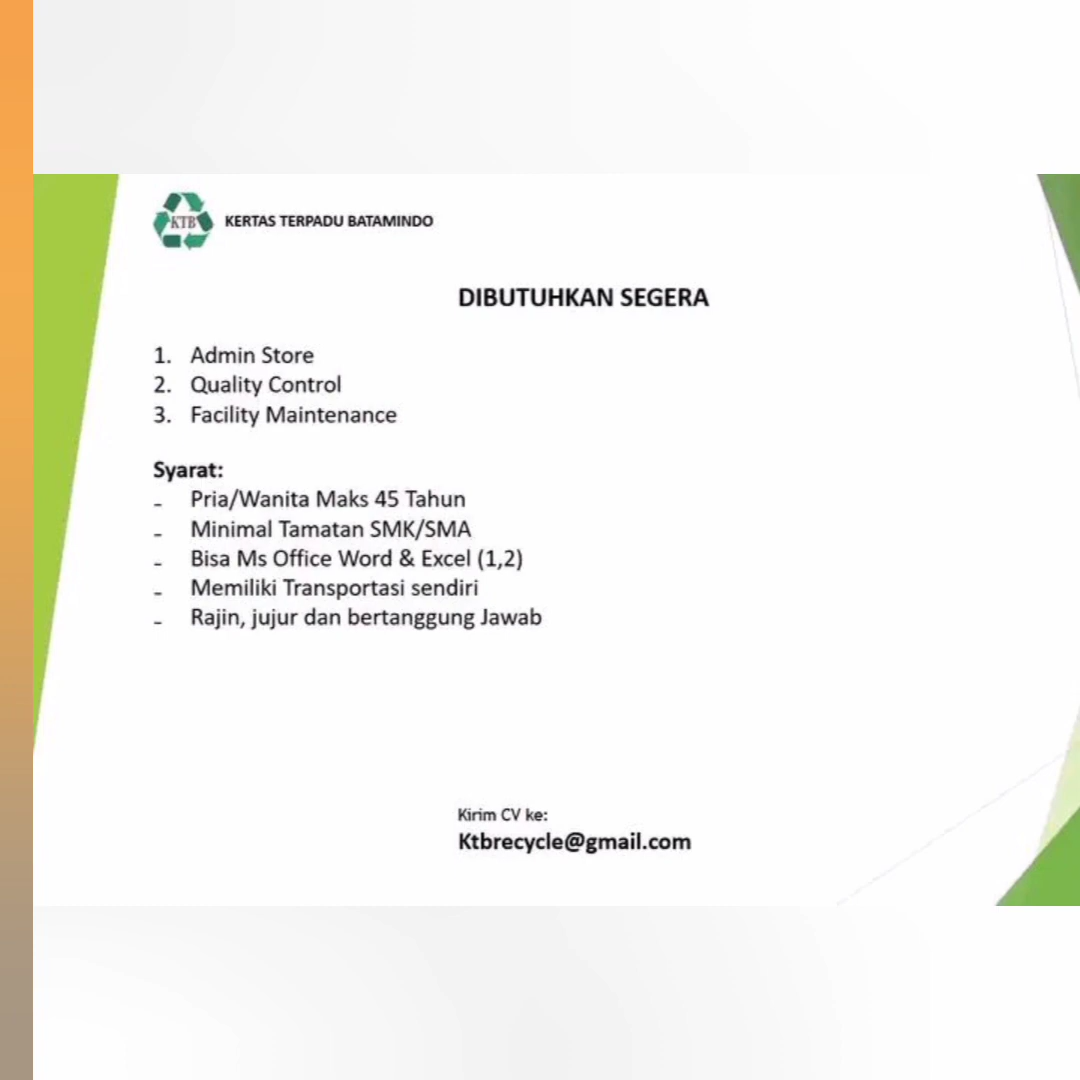 KTB
KERTAS TERPADU BATAMINDO
DIBUTUHKAN SEGERA
1. Admin Store
2. Quality Control
3. Facility Maintenance
Syarat:
- Pria/Wanita Maks 45 Tahun
- Minimal Tamatan SMK/SMA
- Bisa Ms Office Word & Excel (1,2)
- Memiliki Transportasi sendiri
- Rajin, jujur dan bertanggung Jawab
Kirim CV ke:
Ktbrecycle@gmail.com